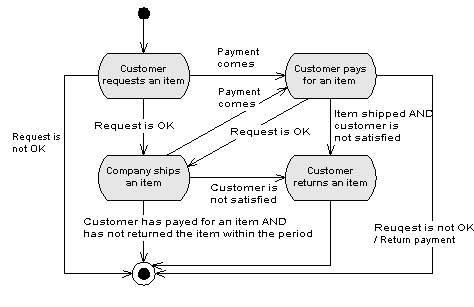 Payment
comes
Customer
requests an item
Customer pays
for an item
Payment
comes
Item shipped AND
customer is
not satisfied
Request is OK
Request is OK
Request is
not OK
Company ships
an item
Customer
returns an item
Customer is
not satisfied
Customer has payed for an item AND
has not returned the item within the period
Reuqest is not OK
/ Return payment